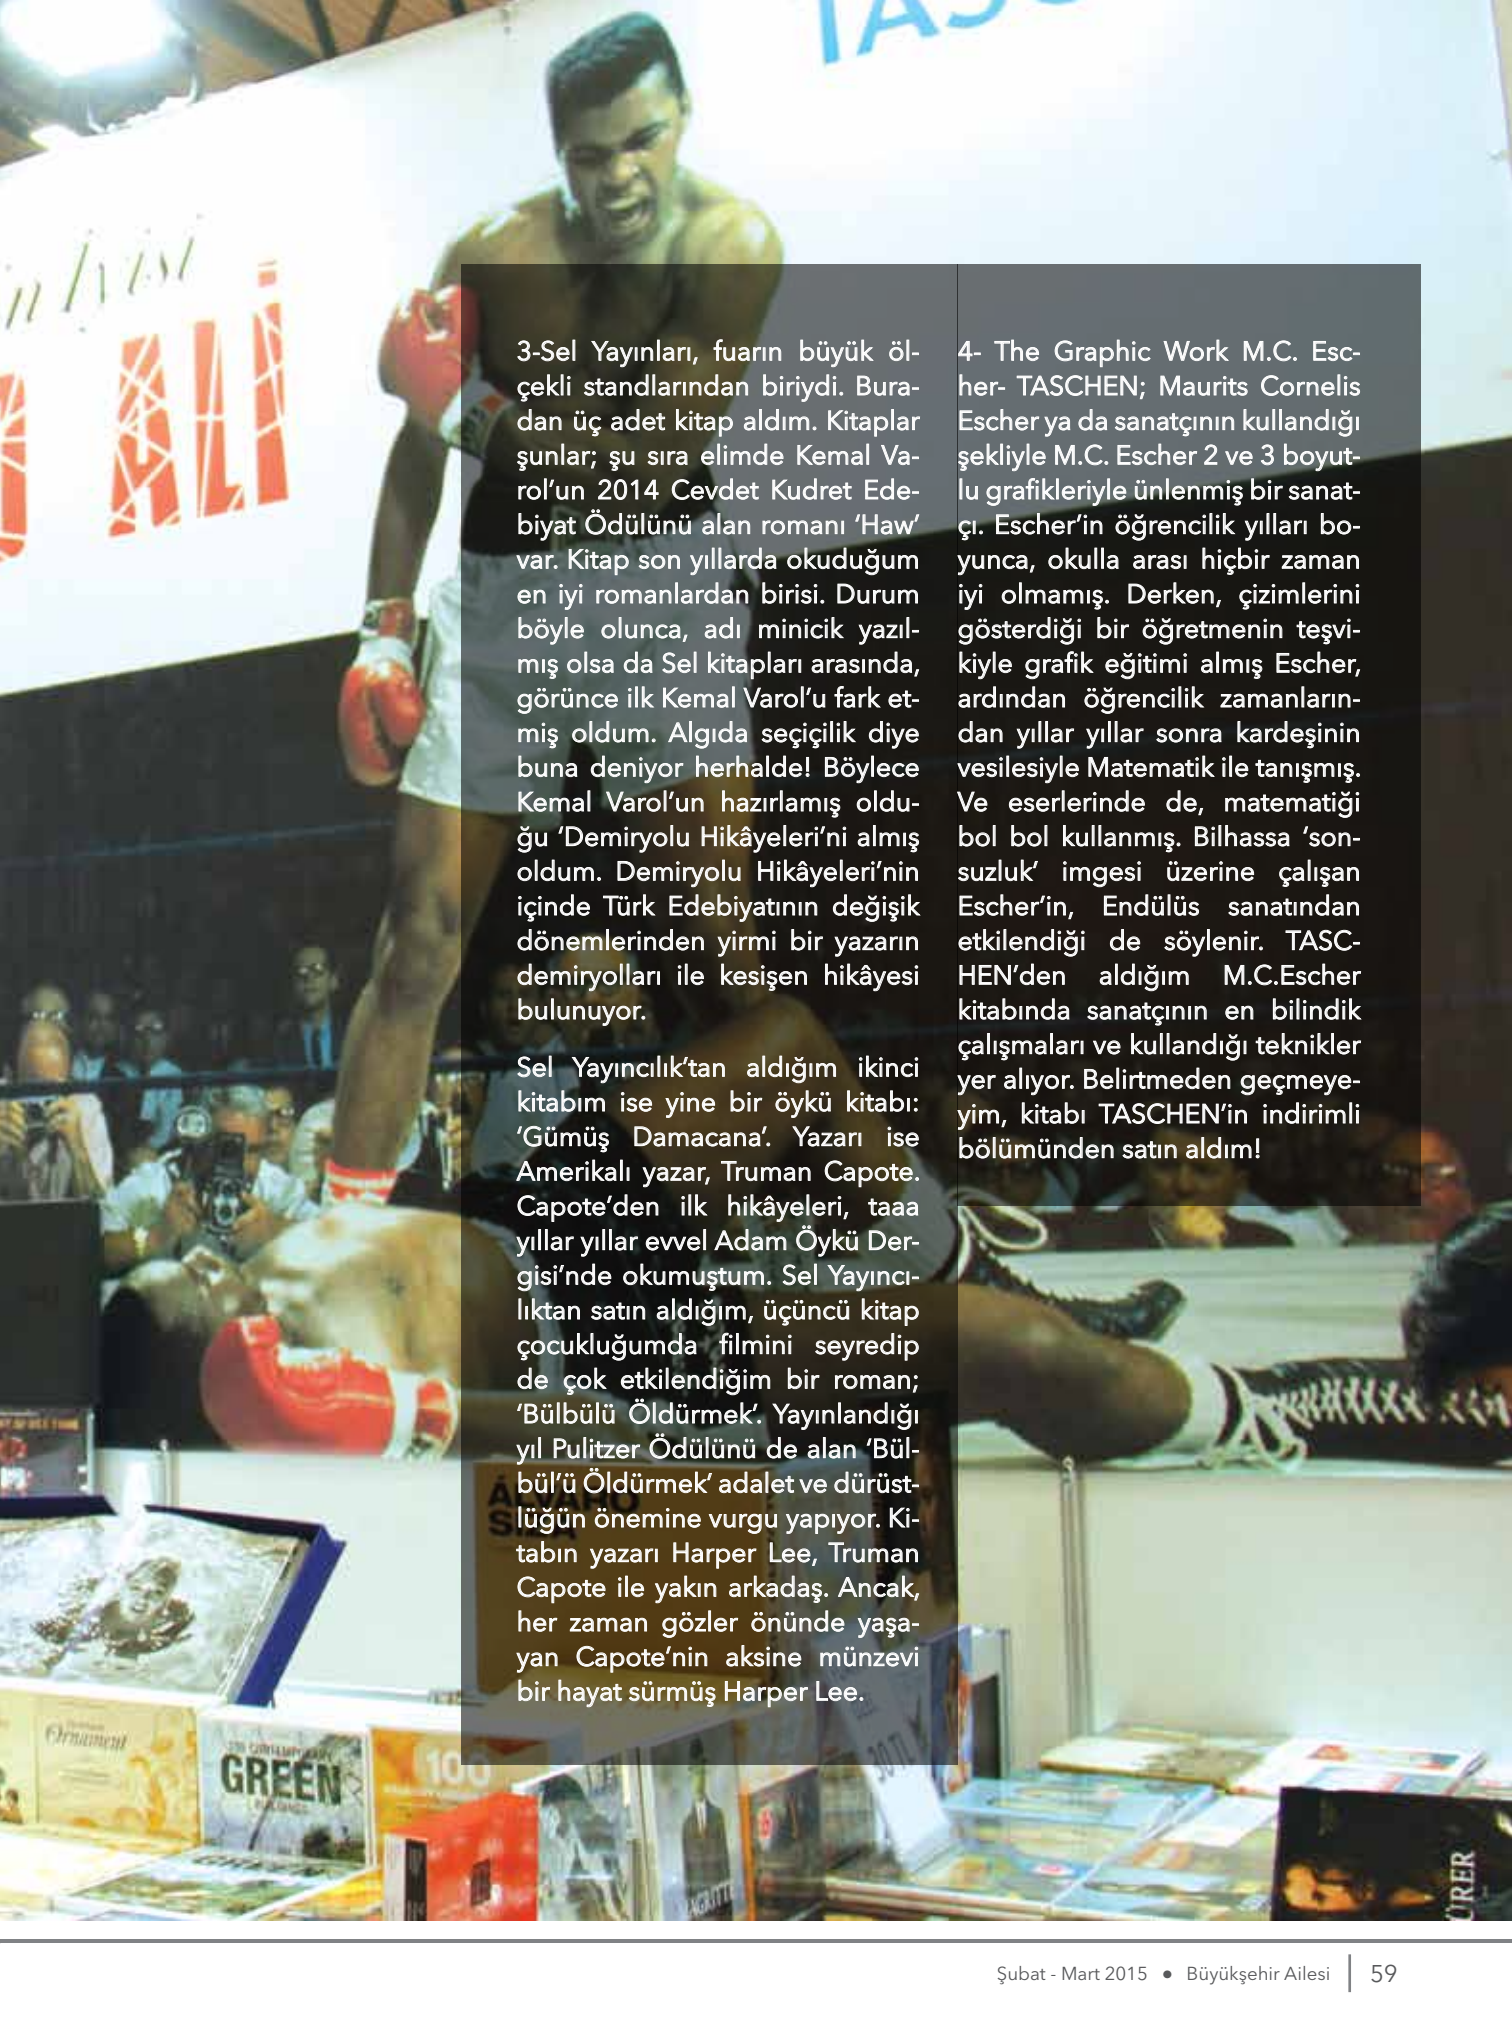 ALİ
3-Sel Yayınları, fuarın büyük öl-
çekli standlarından biriydi. Bura-
dan üç adet kitap aldım. Kitaplar
şunlar; şu sıra elimde Kemal Va-
rol’un 2014 Cevdet Kudret Ede-
biyat Ödülünü alan romanı ‘Haw’
var. Kitap son yıllarda okuduğum
en iyi romanlardan birisi. Durum
böyle olunca, adı minicik yazıl-
mış olsa da Sel kitapları arasında,
görünce ilk Kemal Varol’u fark et-
miş oldum. Algıda seçiçilik diye
buna deniyor herhalde! Böylece
Kemal Varol’un hazırlamış oldu-
ğu ‘Demiryolu Hikâyeleri’ni almış
oldum. Demiryolu Hikâyeleri’nin
içinde Türk Edebiyatının değişik
dönemlerinden yirmi bir yazarın
demiryolları ile kesişen hikâyesi
bulunuyor.
Sel Yayıncılık’tan aldığım ikinci
kitabım ise yine bir öykü kitabı:
‘Gümüş Damacana’. Yazarı ise
Amerikalı yazar, Truman Capote.
Capote’den ilk hikâyeleri, taaa
yıllar yıllar evvel Adam Öykü Der-
gisi’nde okumuştum. Sel Yayıncı-
lıktan satın aldığım, üçüncü kitap
çocukluğumda filmini seyredip
de çok etkilendiğim bir roman;
‘Bülbülü Öldürmek’. Yayınlandığı
yıl Pulitzer Ödülünü de alan ‘Bül-
bül’ü Öldürmek’ adalet ve dürüst-
lüğün önemine vurgu yapıyor. Ki-
tabın yazarı Harper Lee, Truman
Capote ile yakın arkadaş. Ancak,
her zaman gözler önünde yaşa-
yan Capote’nin aksine münzevi
bir hayat sürmüş Harper Lee.
4- The Graphic Work M.C. Esc-
her- TASCHEN; Maurits Cornelis
Escher ya da sanatçının kullandığı
şekliyle M.C. Escher 2 ve 3 boyut-
lu grafikleriyle ünlenmiş bir sanat-
çı. Escher’in öğrencilik yılları bo-
yunca, okulla arası hiçbir zaman
iyi olmamış. Derken, çizimlerini
gösterdiği bir öğretmenin teşvi-
kiyle grafik eğitimi almış Escher,
ardından öğrencilik zamanların-
dan yıllar yıllar sonra kardeşinin
vesilesiyle Matematik ile tanışmış.
Ve eserlerinde de, matematiği
bol bol kullanmış. Bilhassa ‘son-
suzluk’ imgesi üzerine çalışan
Escher’in, Endülüs sanatından
etkilendiği de söylenir. TASC-
HEN’den aldığım M.C.Escher
kitabında sanatçının en bilindik
çalışmaları ve kullandığı teknikler
yer alıyor. Belirtmeden geçmeye-
yim, kitabı TASCHEN’in indirimli
bölümünden satın aldım!
ÁLVARO
SIZA
Ornament
GREEN
100
Şubat - Mart 2015 • Büyükşehir Ailesi | 59